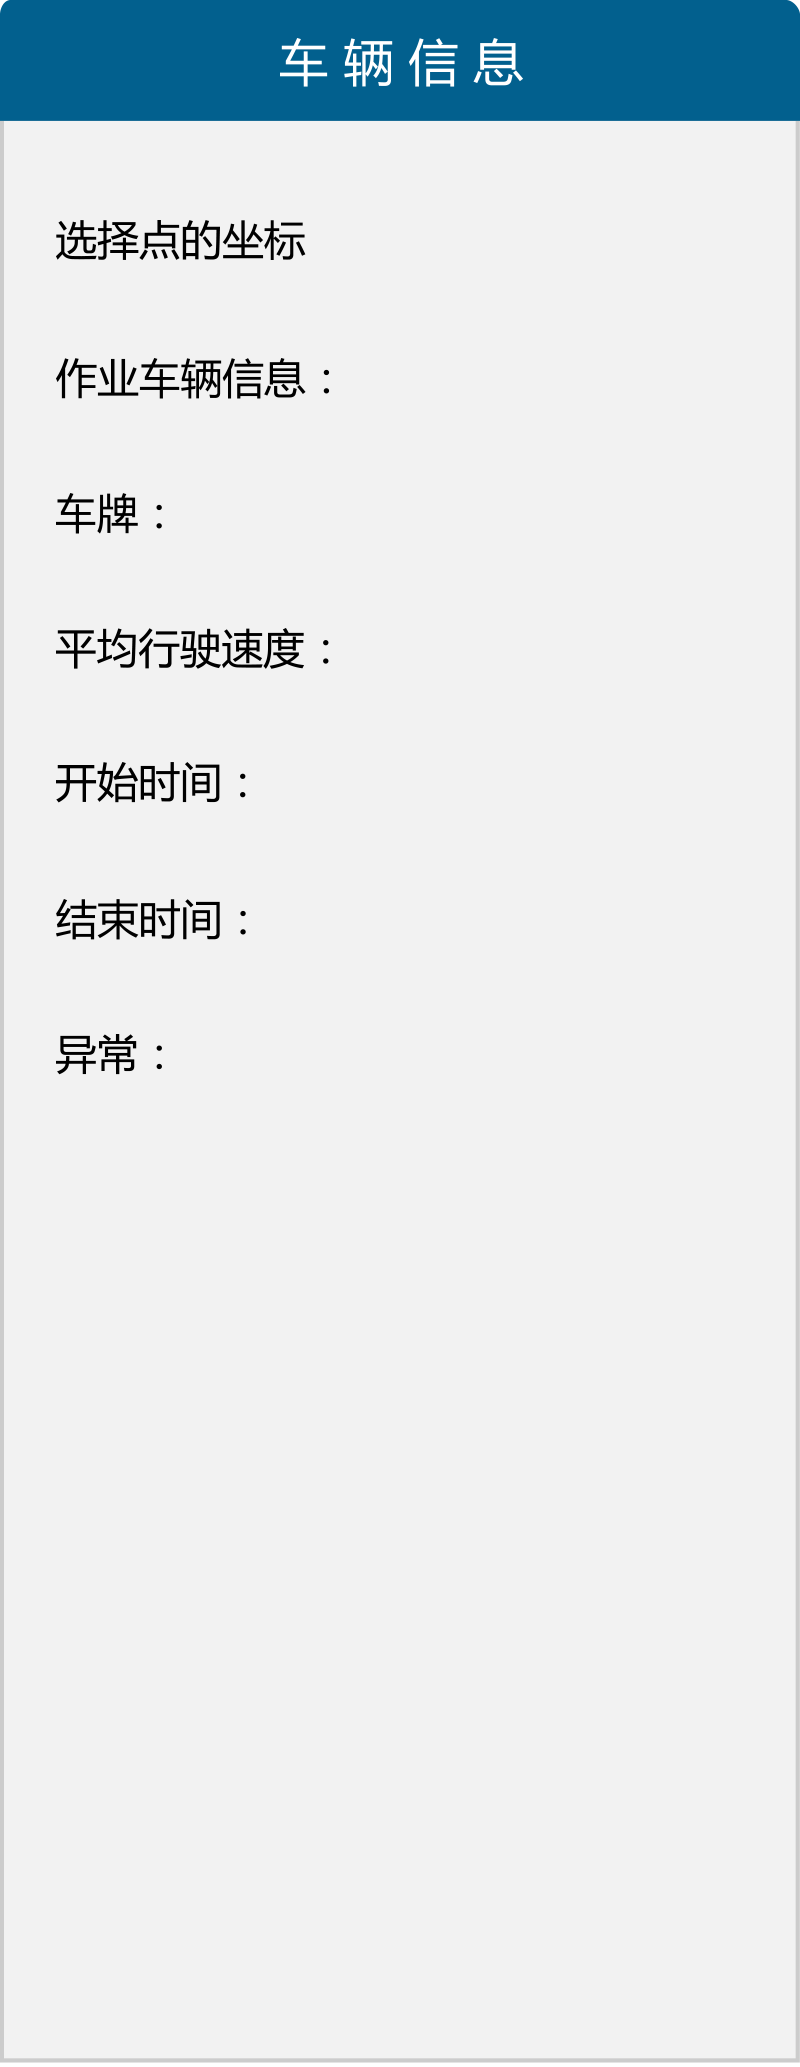 车辆信息
选择点的坐标
作业车辆信息：
车牌：
平均行驶速度：
开始时间：
结束时间：
异常：